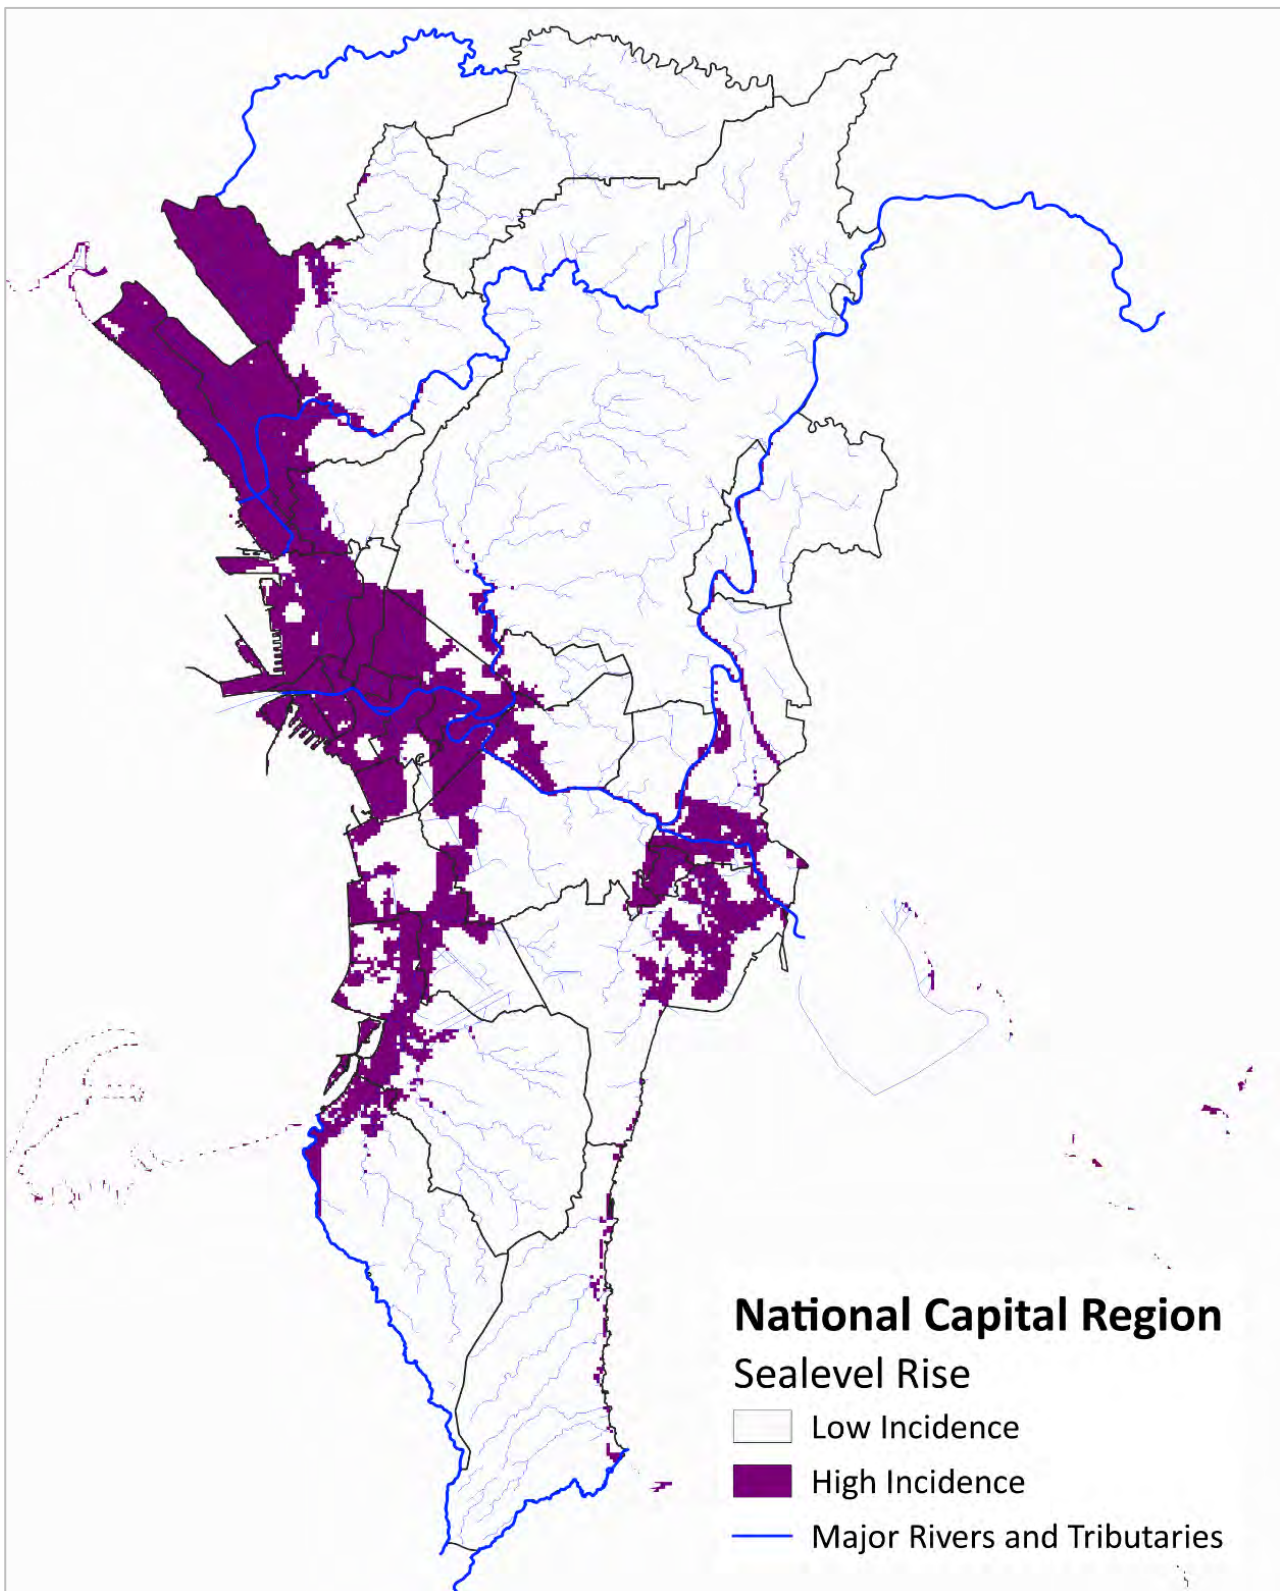 National Capital Region
Sealevel Rise
Low Incidence
High Incidence
Major Rivers and Tributaries